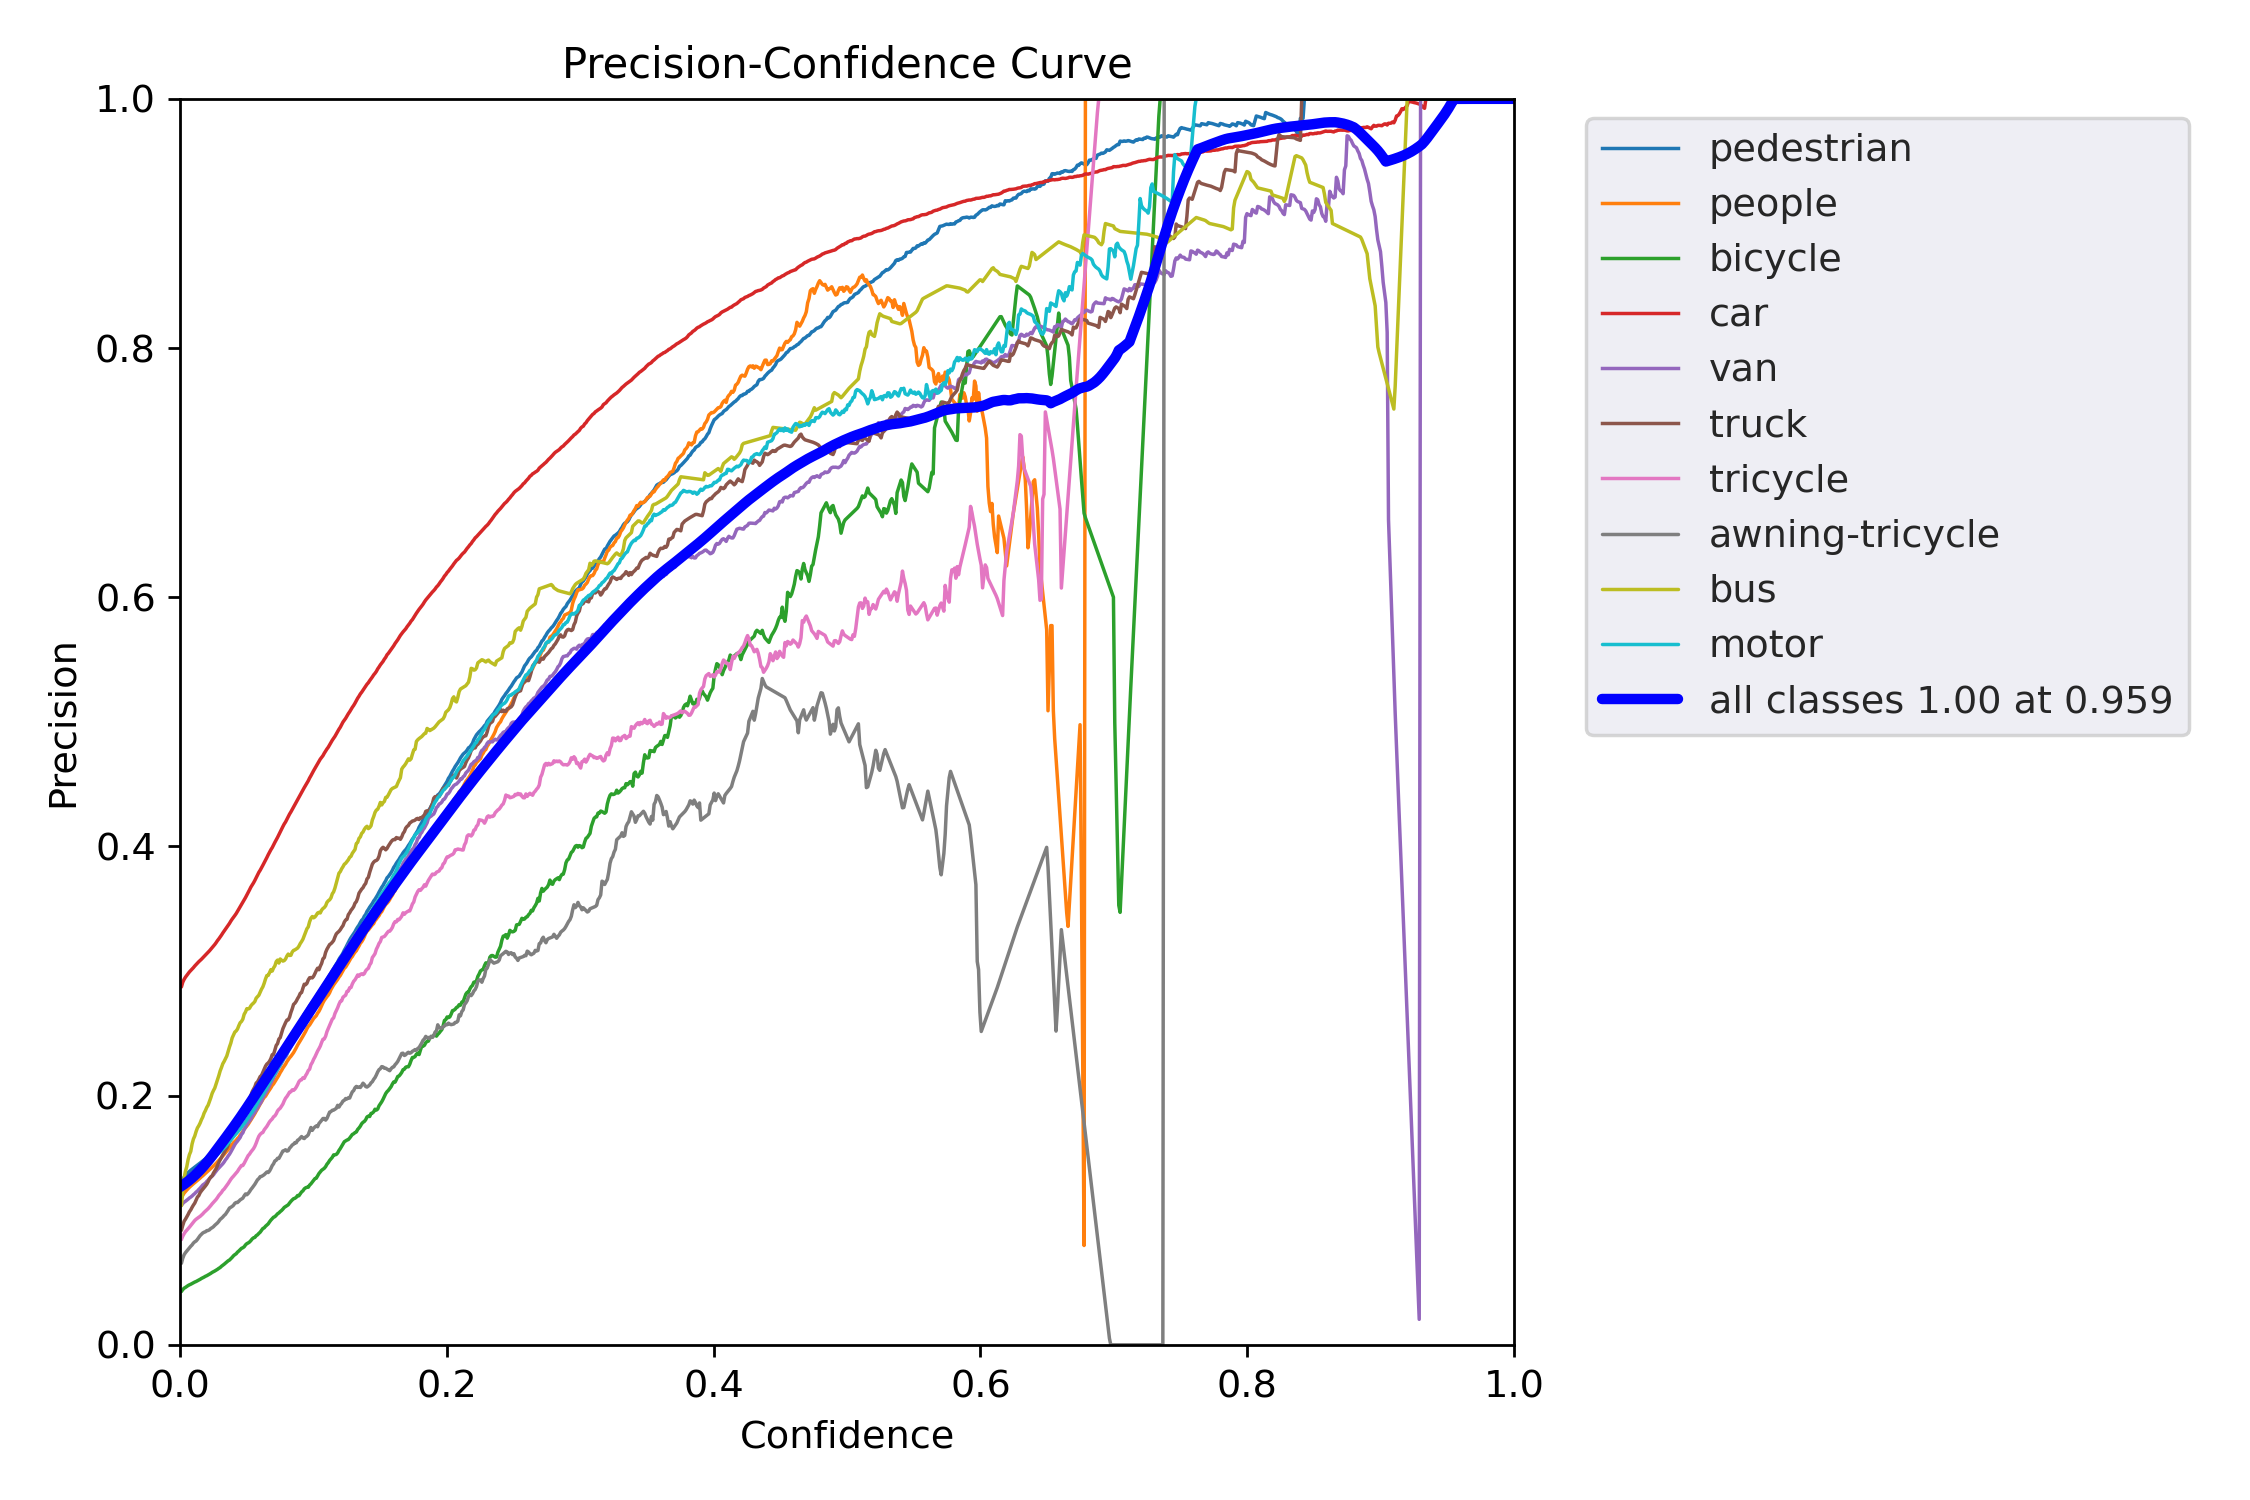 Precision-Confidence Curve
1.0
0.8
0.6
0.4
0.2
0.0
Precision
0.0 0.2 0.4 0.6 0.8 1.0
Confidence
pedestrian
people
bicycle
car
van
truck
tricycle
awning-tricycle
bus
motor
all classes 1.00 at 0.959